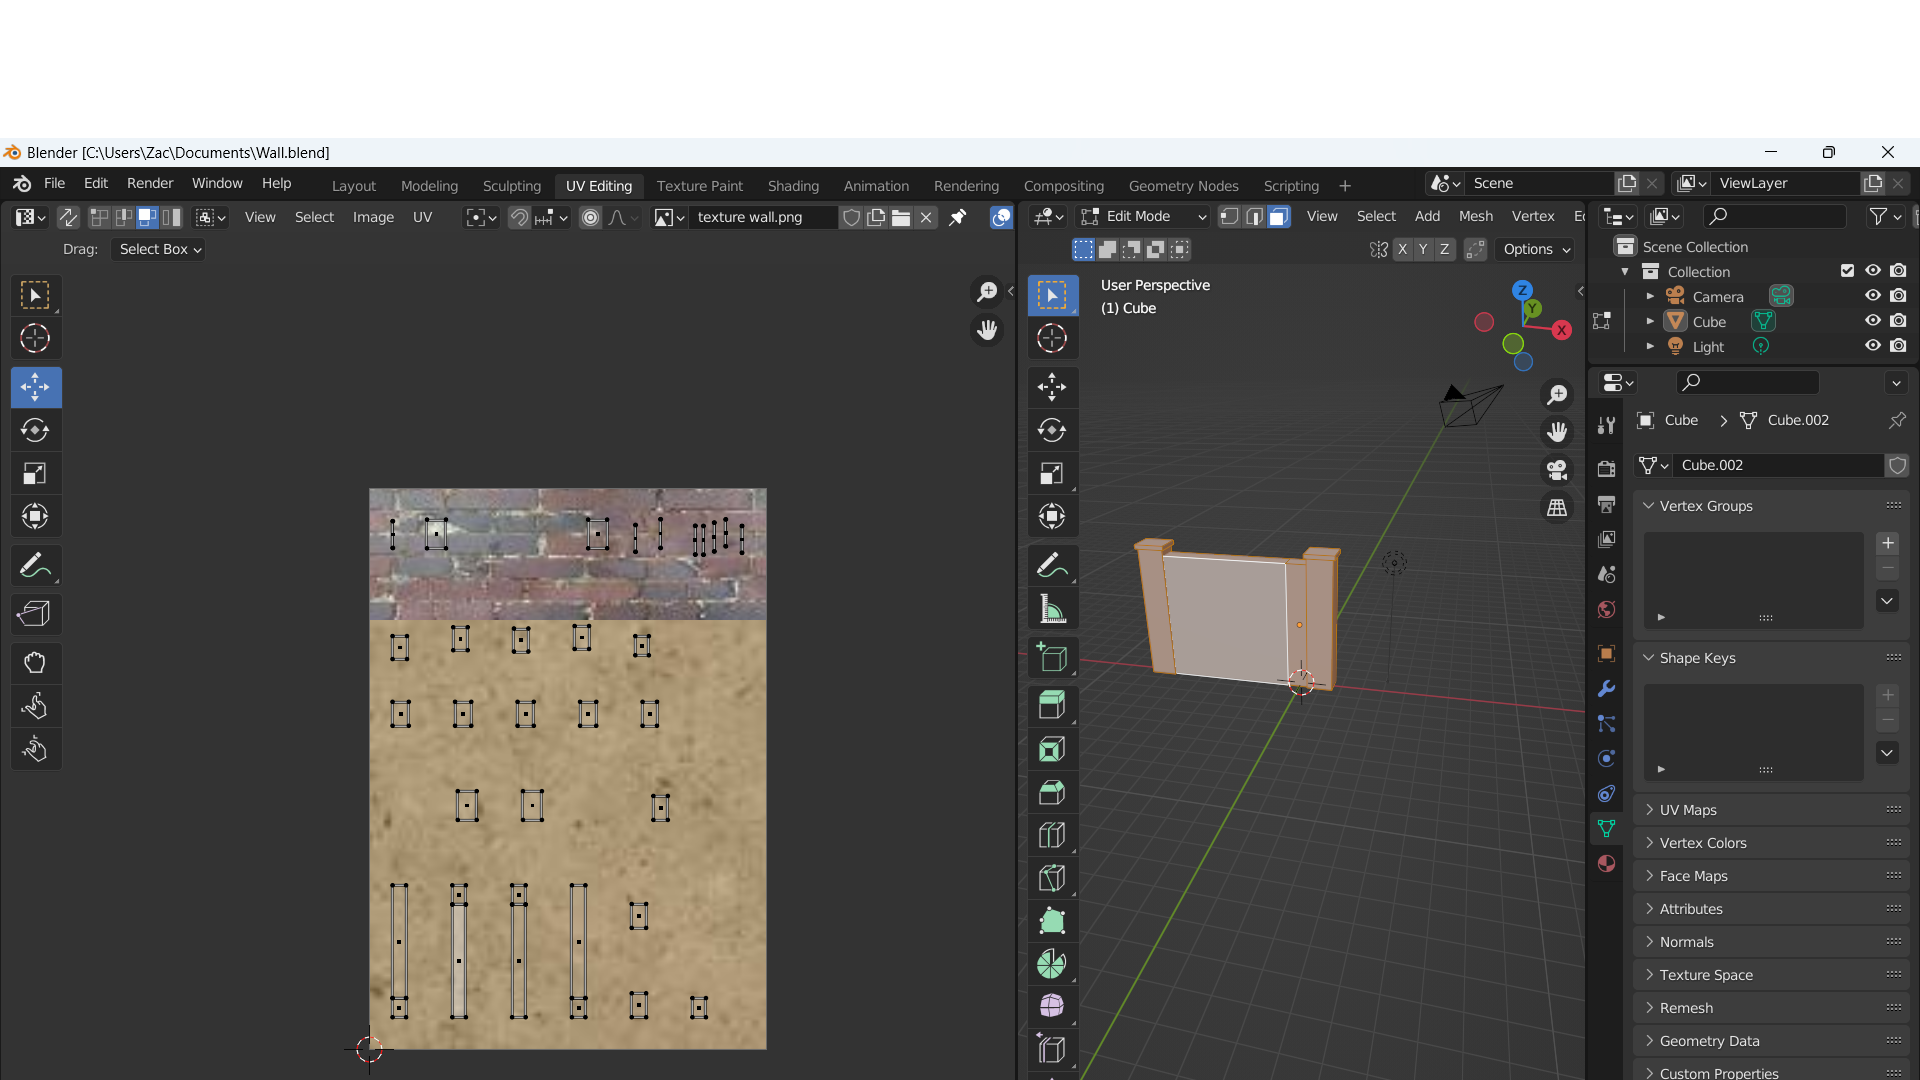 Blender [C:\Users\Zac\Documents\Wall.blend]
File Edit Render Window Help Layout Modeling Sculpting UV Editing Texture Paint Shading Animation Rendering Compositing Geometry Nodes Scripting + Scene ViewLayer
View Select Image UV texture wall.png Edit Mode View Select Add Mesh Vertex
Drag: Select Box X Y Z Options
User Perspective
(1) Cube
Z
Y
X
Scene Collection
Collection
Camera
Cube
Light
Cube Cube.002
Cube.002
Vertex Groups
Shape Keys
UV Maps
Vertex Colors
Face Maps
Attributes
Normals
Texture Space
Remesh
Geometry Data
Custom Properties